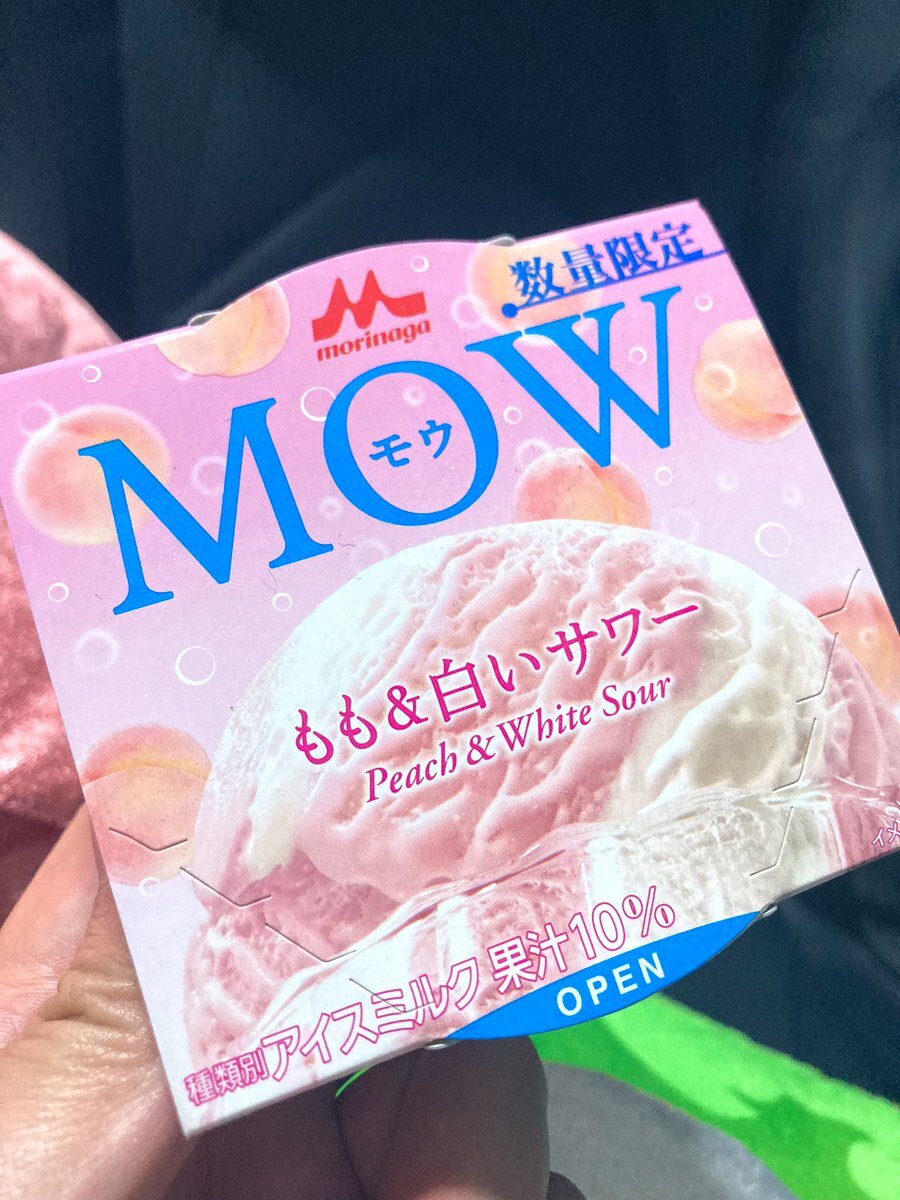 数量限定
morinaga
MOW
モウ
もも&白いサワー
Peach & White Sour
種類別アイスミルク 果汁10%
OPEN